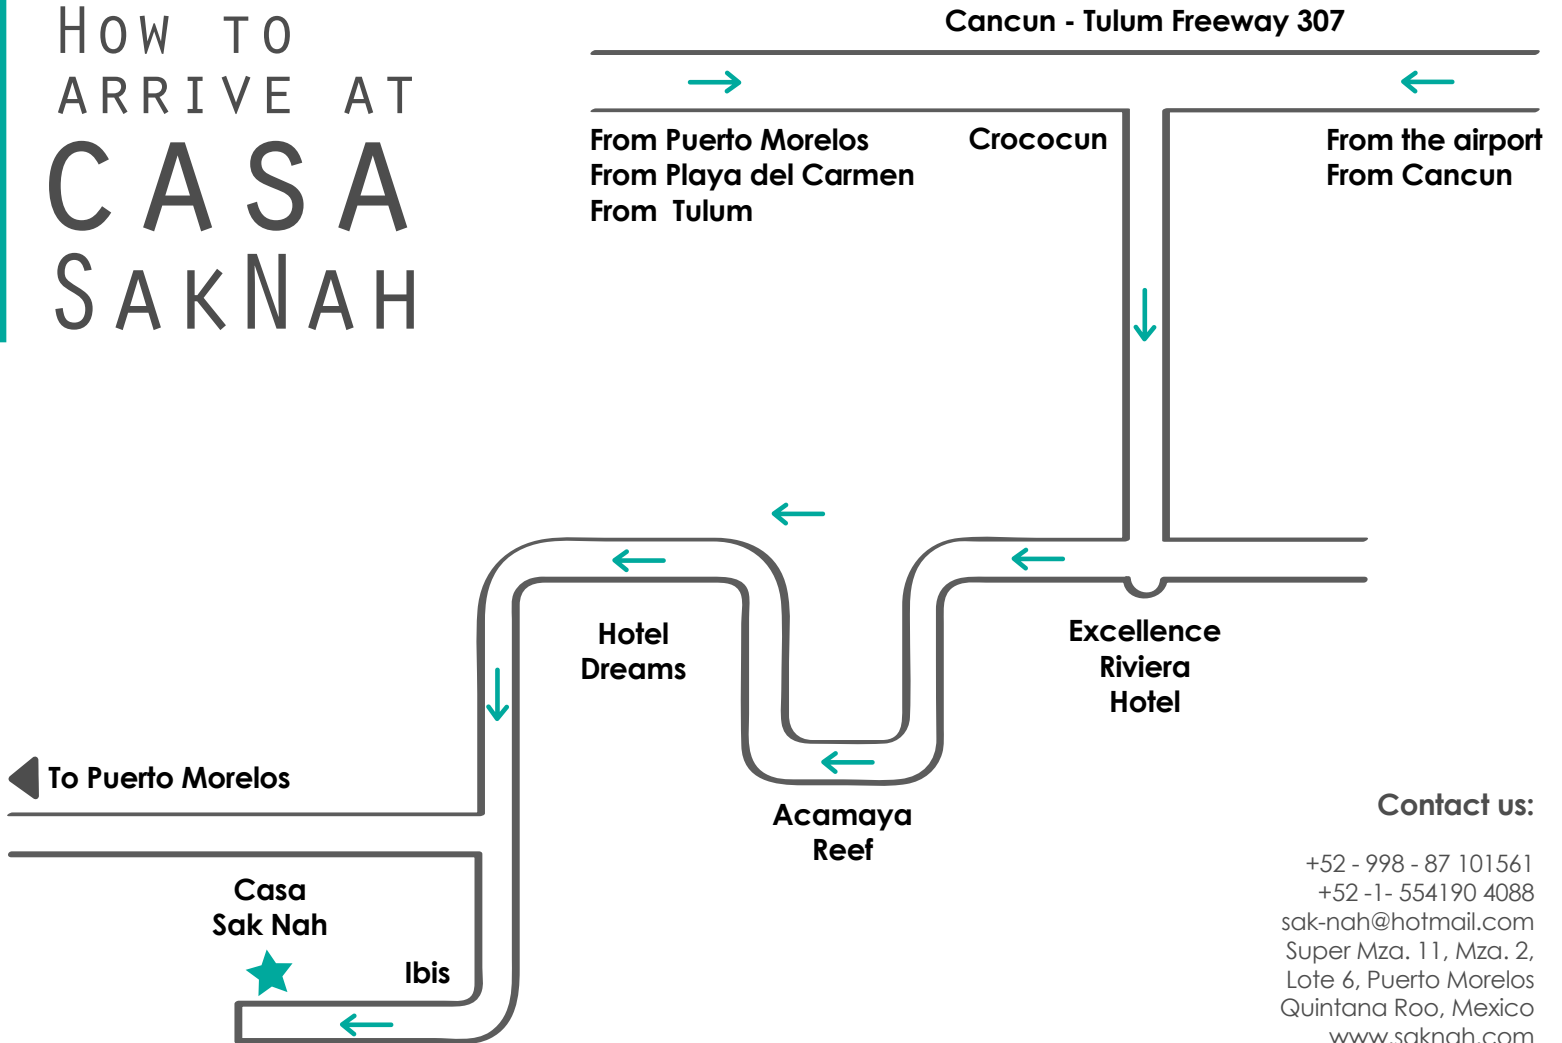 How to
arrive at
Casa
SakNah
Cancun - Tulum Freeway 307
From Puerto Morelos
From Playa del Carmen
From  Tulum
Crococun
From the airport
From Cancun
Excellence
Riviera
Hotel
Hotel
Dreams
Acamaya
Reef
To Puerto Morelos
Casa
Sak Nah
Ibis
Contact us:
+52 - 998 - 87 101561
+52 -1- 554190 4088
sak-nah@hotmail.com
Super Mza. 11, Mza. 2,
Lote 6, Puerto Morelos
Quintana Roo, Mexico
www.saknah.com